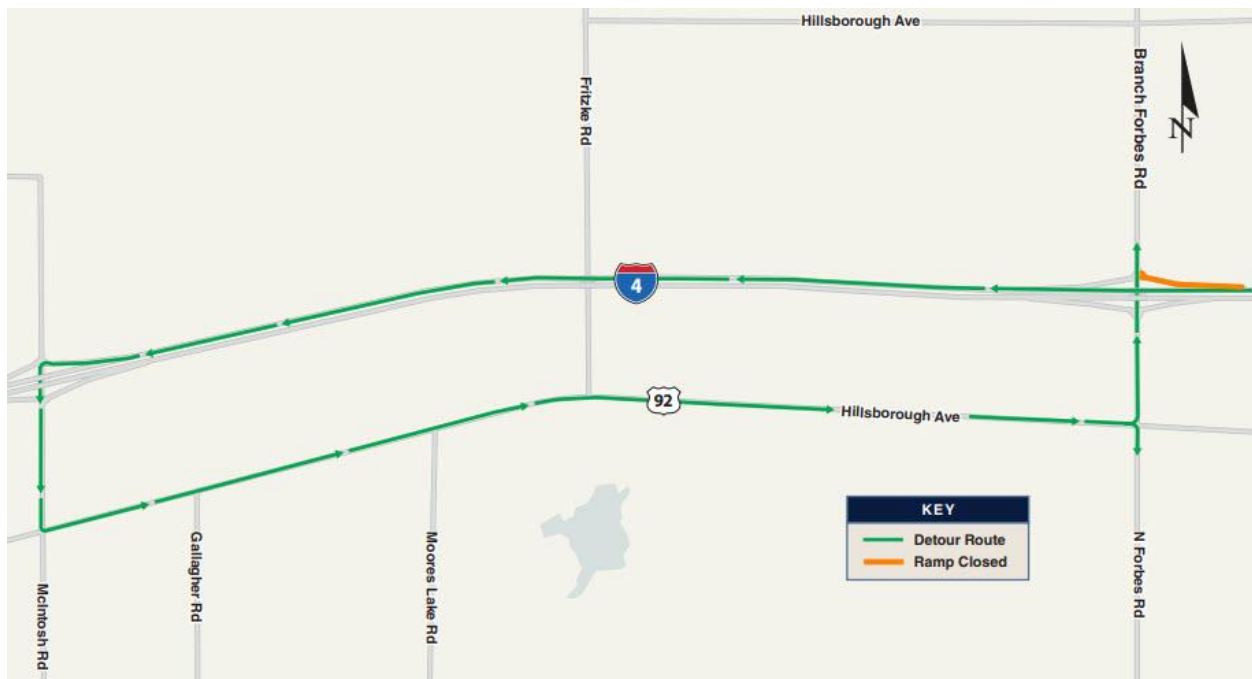 Hillsborough Ave
Fritzke Rd
Branch Forbes Rd
N
4
92
Hillsborough Ave
KEY
Detour Route
Ramp Closed
McIntosh Rd
Gallagher Rd
Moores Lake Rd
N Forbes Rd